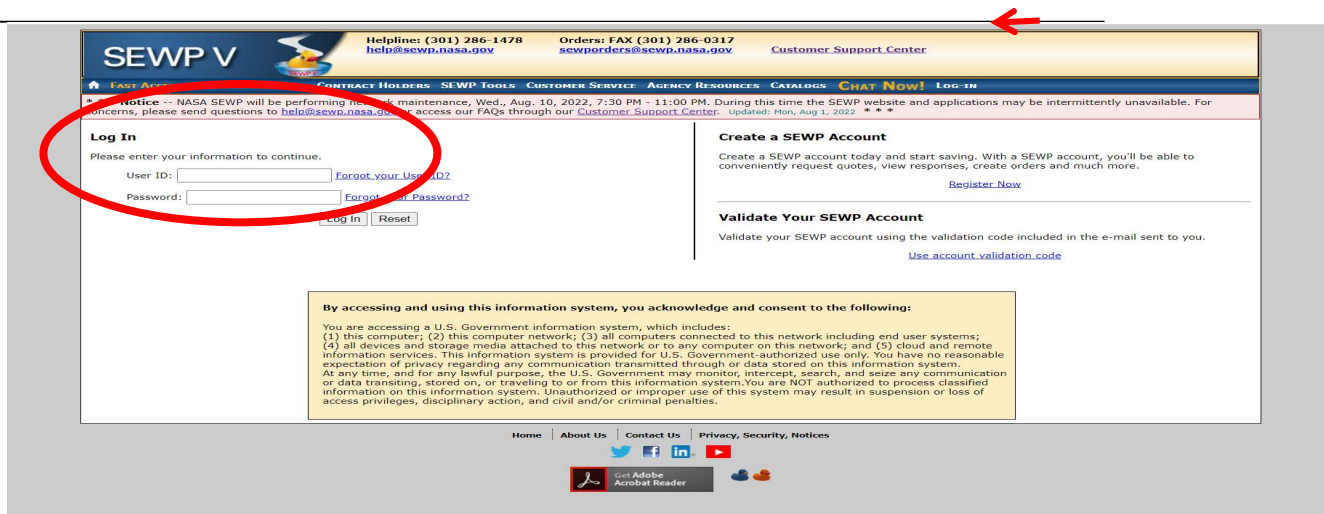 SEWP V
SEWP V
Helpline: (301) 286-1478
help@sewp.nasa.gov
Orders: FAX (301) 286-0317
sewporders@sewp.nasa.gov
Customer Support Center
FAST CONTRACT HOLDERS SEWP TOOLS CUSTOMER SERVICE AGENCY RESOURCES CATALOGS CHAT NOW! LOG-IN
* Notice -- NASA SEWP will be performing network maintenance, Wed., Aug. 10, 2022, 7:30 PM - 11:00 PM. During this time the SEWP website and applications may be intermittently unavailable. For
concerns, please send questions to help@sewp.nasa.gov or access our FAQs through our Customer Support Center. Updated: Mon, Aug 1, 2022 * * *
Log In
Please enter your information to continue.
User ID: Forgot your User ID?
Password: Forgot your Password?
Log In Reset
Create a SEWP Account
Create a SEWP account today and start saving. With a SEWP account, you'll be able to
conveniently request quotes, view responses, create orders and much more.
Register Now
Validate Your SEWP Account
Validate your SEWP account using the validation code included in the e-mail sent to you.
Use account validation code
By accessing and using this information system, you acknowledge and consent to the following:
You are accessing a U.S. Government information system, which includes:
(1) this computer; (2) this computer network; (3) all computers connected to this network including end user systems;
(4) all devices and storage media attached to this network or to any computer on this network; and (5) cloud and remote
information services. This information system is provided for U.S. Government-authorized use only. You have no reasonable
expectation of privacy regarding any communication transmitted through or data stored on this information system.
At any time, and for any lawful purpose, the U.S. Government may monitor, intercept, search, and seize any communication
or data transiting, stored on, or traveling to or from this information system.You are NOT authorized to process classified
information on this information system. Unauthorized or improper use of this system may result in suspension or loss of
access privileges, disciplinary action, and civil and/or criminal penalties.
Home About Us Contact Us Privacy, Security, Notices
in
Get Adobe
Acrobat Reader